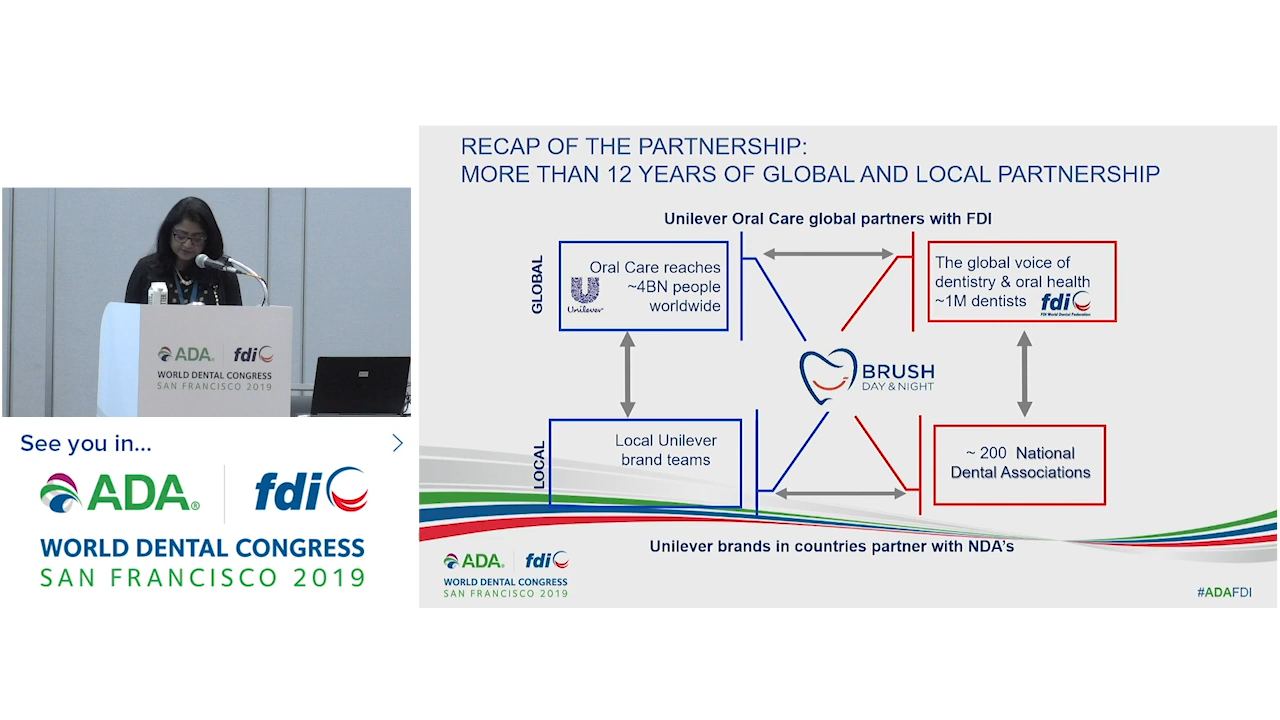 ADA. fdi
WORLD DENTAL CONGRESS
SAN FRANCISCO 2019
See you in...
ADA® fdi
WORLD DENTAL CONGRESS
SAN FRANCISCO 2019
RECAP OF THE PARTNERSHIP:
MORE THAN 12 YEARS OF GLOBAL AND LOCAL PARTNERSHIP
Unilever Oral Care global partners with FDI
GLOBAL
Oral Care reaches
~4BN people
worldwide
Unilever
The global voice of
dentistry & oral health
~1M dentists
fdi
FDI World Dental Federation
BRUSH
DAY & NIGHT
LOCAL
Local Unilever
brand teams
~ 200 National
Dental Associations
Unilever brands in countries partner with NDA's
ADA. fdi
WORLD DENTAL CONGRESS
SAN FRANCISCO 2019
#ADAFDI